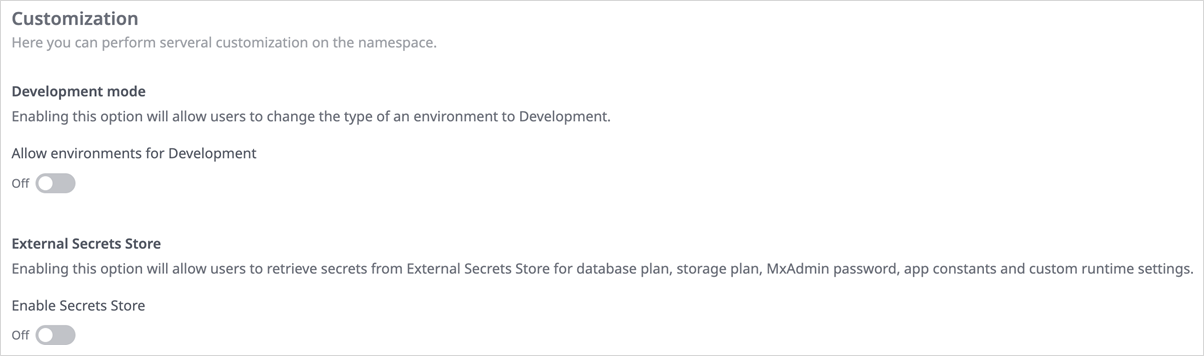 Customization
Here you can perform serveral customization on the namespace.
Development mode
Enabling this option will allow users to change the type of an environment to Development.
Allow environments for Development
Off
External Secrets Store
Enabling this option will allow users to retrieve secrets from External Secrets Store for database plan, storage plan, MxAdmin password, app constants and custom runtime settings.
Enable Secrets Store
Off